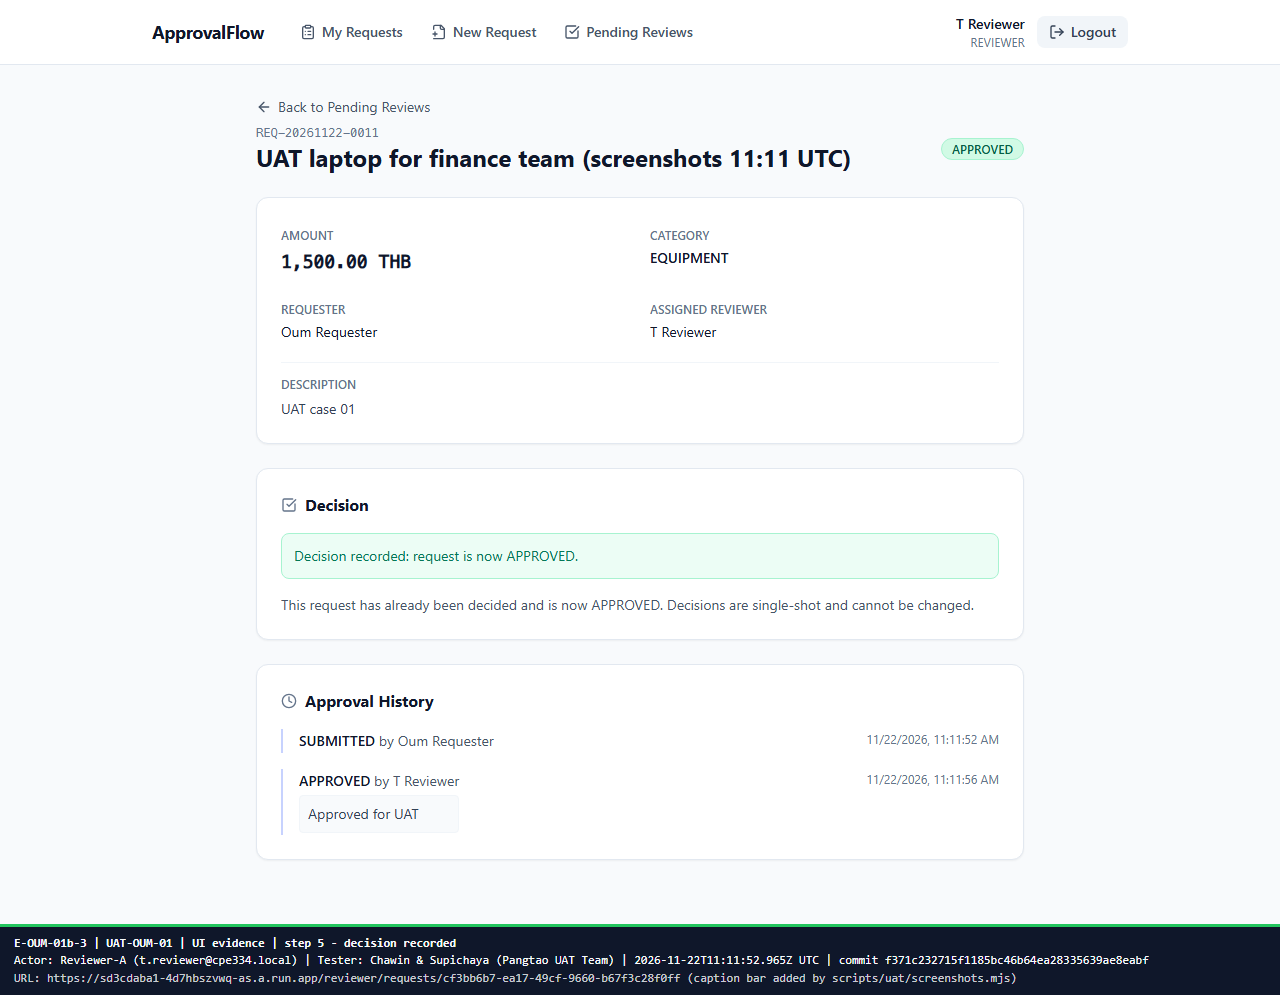 ApprovalFlow
My Requests
New Request
Pending Reviews
T Reviewer
REVIEWER
Logout
Back to Pending Reviews
REQ-20261122-0011
UAT laptop for finance team (screenshots 11:11 UTC)
APPROVED
AMOUNT
1,500.00 THB
CATEGORY
EQUIPMENT
REQUESTER
Oum Requester
ASSIGNED REVIEWER
T Reviewer
DESCRIPTION
UAT case 01
Decision
Decision recorded: request is now APPROVED.
This request has already been decided and is now APPROVED. Decisions are single-shot and cannot be changed.
Approval History
SUBMITTED by Oum Requester
11/22/2026, 11:11:52 AM
APPROVED by T Reviewer
11/22/2026, 11:11:56 AM
Approved for UAT
E-OUM-01b-3 | UAT-OUM-01 | UI evidence | step 5 - decision recorded
Actor: Reviewer-A (t.reviewer@cpe334.local) | Tester: Chawin & Supichaya (Pangtao UAT Team) | 2026-11-22T11:11:52.965Z UTC | commit f371c232715f1185bc46b64ea28335639ae8eabf
URL: https://sd3cdaba1-4d7hbszvwq-as.a.run.app/reviewer/requests/cf3bb6b7-ea17-49cf-9660-b67f3c28f0ff (caption bar added by scripts/uat/screenshots.mjs)